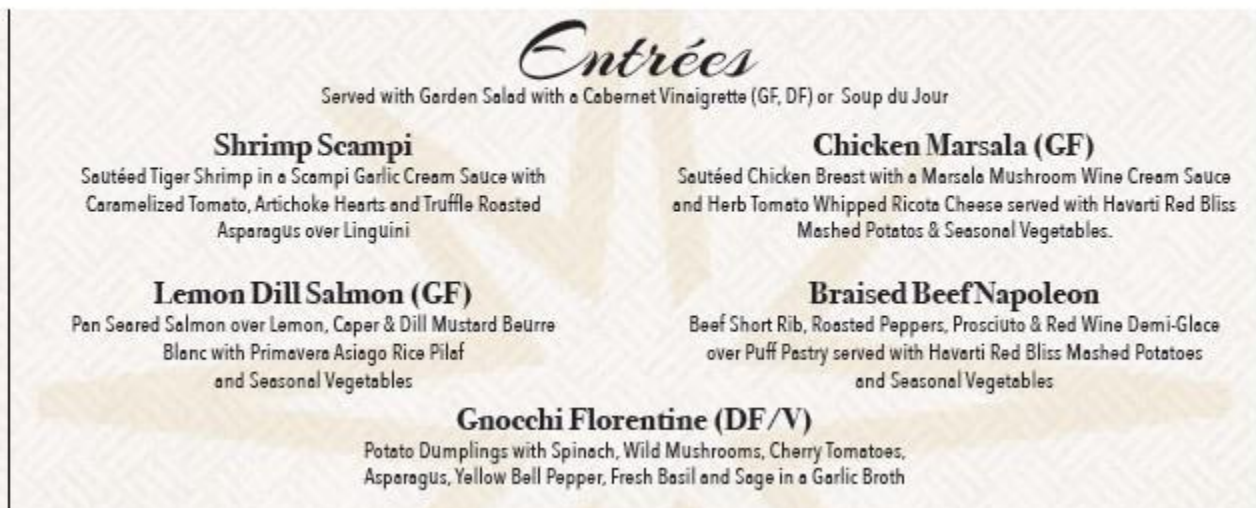 Entrées
Served with Garden Salad with a Cabernet Vinaigrette (GF, DF) or Soup du Jour
Shrimp Scampi
Sautéed Tiger Shrimp in a Scampi Garlic Cream Sauce with
Caramelized Tomato, Artichoke Hearts and Truffle Roasted
Asparagus over Linguini
Chicken Marsala (GF)
Sautéed Chicken Breast with a Marsala Mushroom Wine Cream Sauce
and Herb Tomato Whipped Ricota Cheese served with Havarti Red Bliss
Mashed Potatos & Seasonal Vegetables.
Lemon Dill Salmon (GF)
Pan Seared Salmon over Lemon, Caper & Dill Mustard Beurre
Blanc with Primavera Asiago Rice Pilaf
and Seasonal Vegetables
Braised Beef Napoleon
Beef Short Rib, Roasted Peppers, Prosciuto & Red Wine Demi-Glace
over Puff Pastry served with Havarti Red Bliss Mashed Potatoes
and Seasonal Vegetables
Gnocchi Florentine (DF/V)
Potato Dumplings with Spinach, Wild Mushrooms, Cherry Tomatoes,
Asparagus, Yellow Bell Pepper, Fresh Basil and Sage in a Garlic Broth